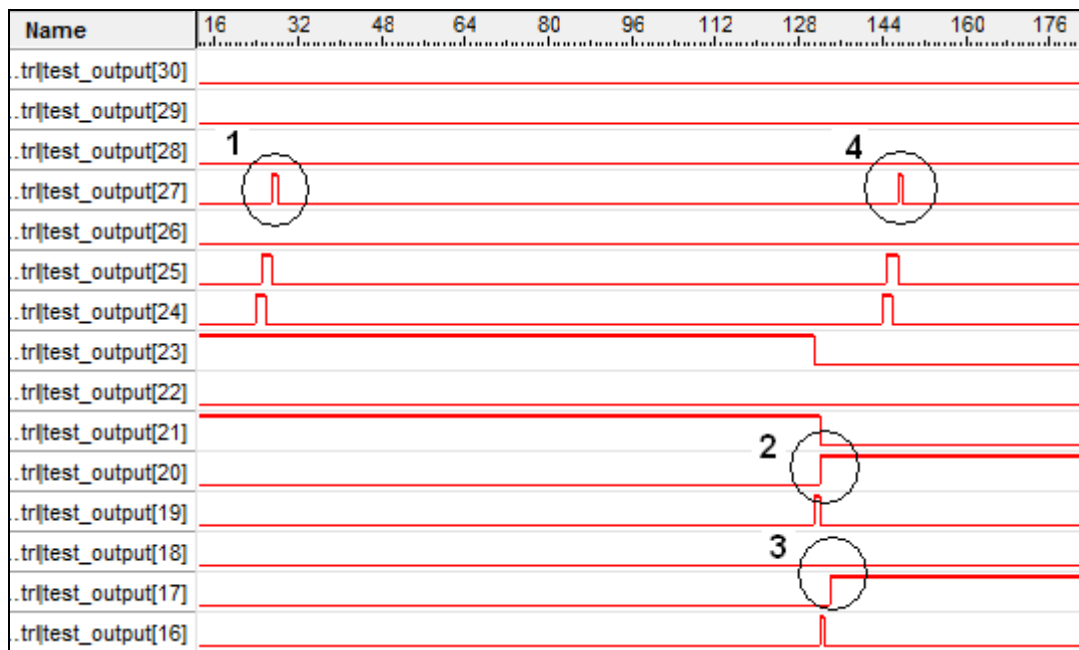 Name 16 32 48 64 80 96 112 128 144 160 176
..trl|test_output[30]
..trl|test_output[29]
..trl|test_output[28]
1 4
..trl|test_output[27]
..trl|test_output[26]
..trl|test_output[25]
..trl|test_output[24]
..trl|test_output[23]
..trl|test_output[22]
..trl|test_output[21]
2
..trl|test_output[20]
..trl|test_output[19]
3
..trl|test_output[18]
..trl|test_output[17]
..trl|test_output[16]